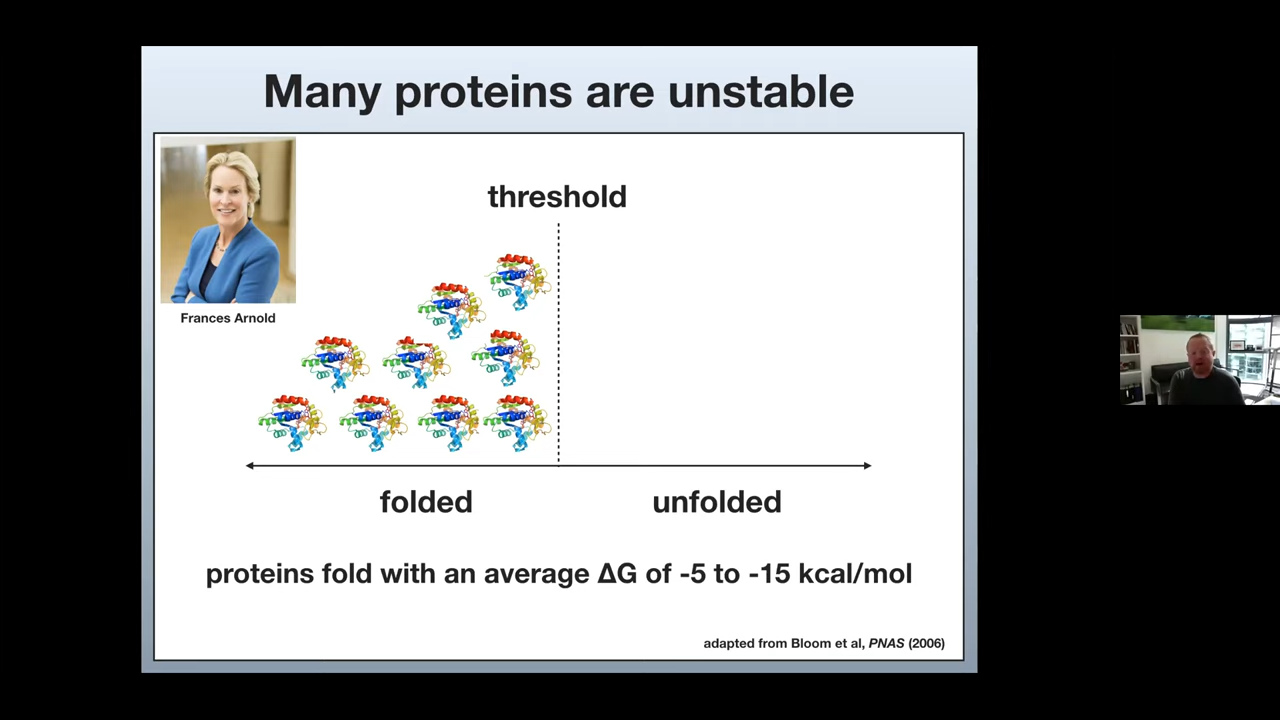 Many proteins are unstable
threshold
Frances Arnold
folded
unfolded
proteins fold with an average ΔG of -5 to -15 kcal/mol
adapted from Bloom et al, PNAS (2006)